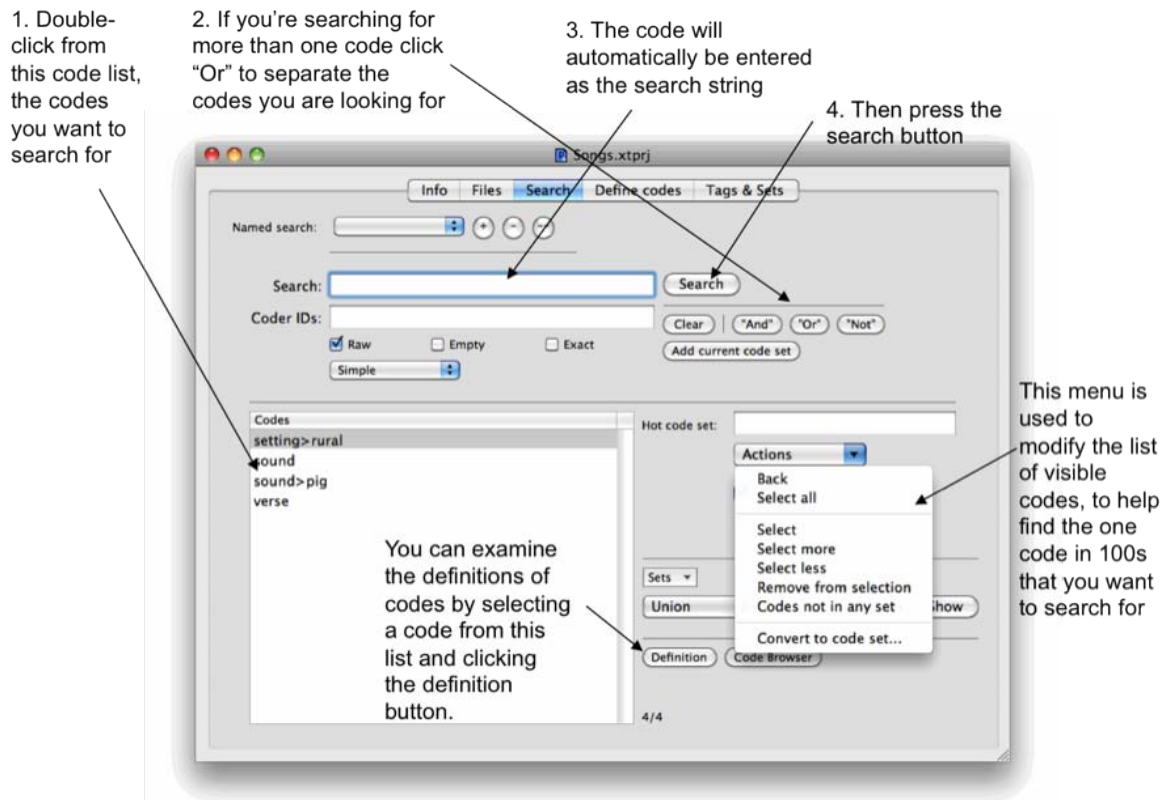 1. Double-
click from
this code list,
the codes
you want to
search for
2. If you’re searching for
more than one code click
“Or” to separate the
codes you are looking for
3. The code will
automatically be entered
as the search string
4. Then press the
search button
Songs.xtprj
Info Files Search Define codes Tags & Sets
Named search:
Search: Search
Coder IDs: Clear "And" "Or" "Not"
Raw Empty Exact Add current code set
Simple
Codes
setting>rural
sound
sound>pig
verse
You can examine
the definitions of
codes by selecting
a code from this
list and clicking
the definition
button.
Hot code set:
Actions
Back
Select all
Select
Select more
Select less
Remove from selection
Codes not in any set
Convert to code set...
Sets
Union
Definition Code Browser
4/4
This menu is
used to
modify the list
of visible
codes, to help
find the one
code in 100s
that you want
to search for